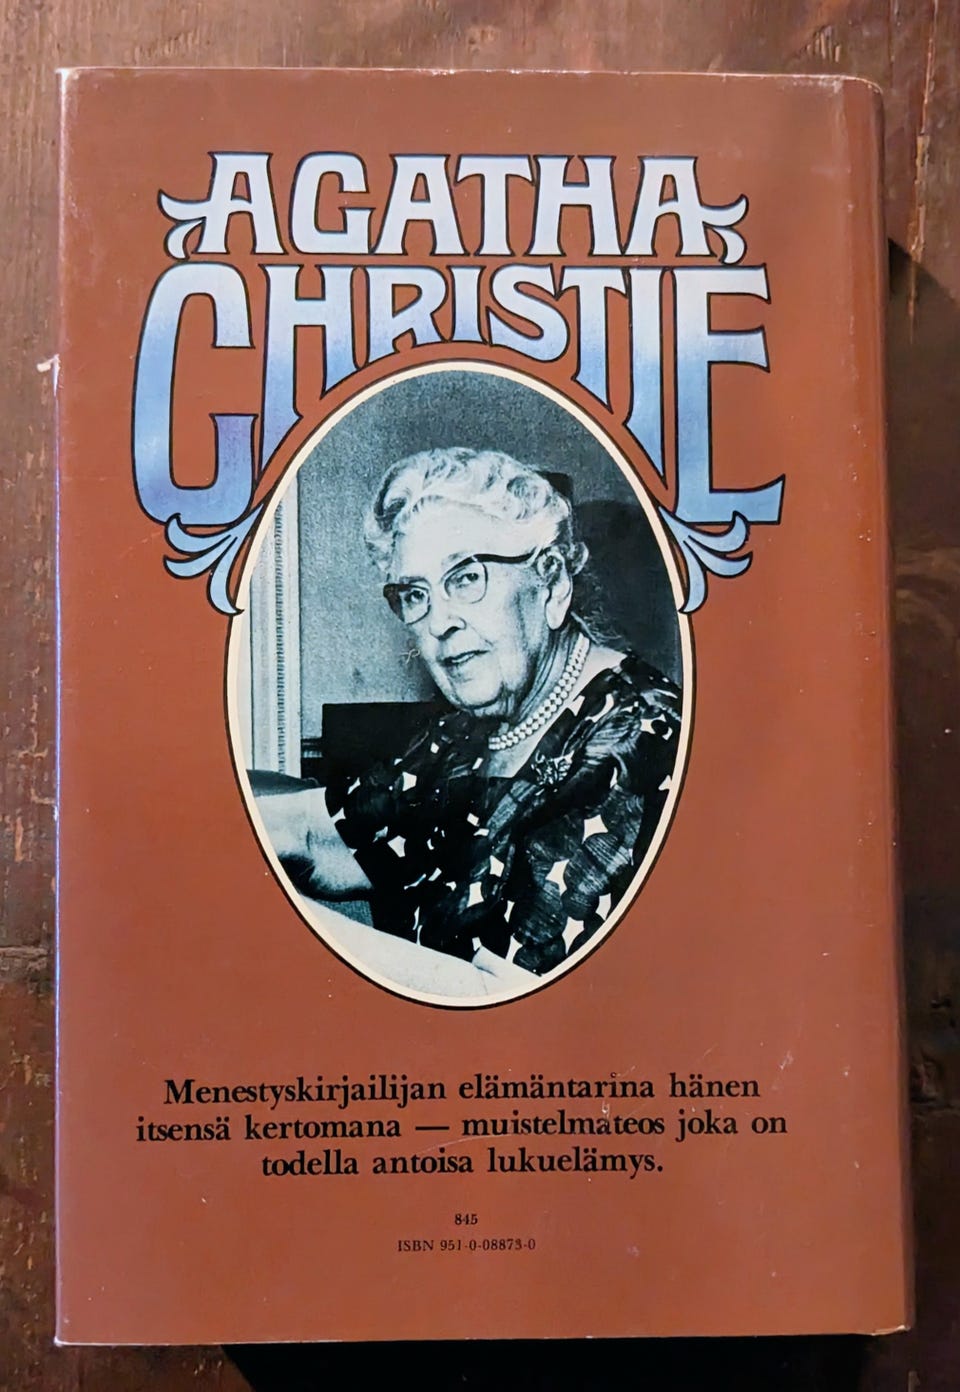 AGATHA
CHRISTIE
Menestyskirjailijan elämäntarina hänen
itsensä kertomana — muistelmateos joka on
todella antoisa lukuelämys.
845
ISBN 951-0-08873-0